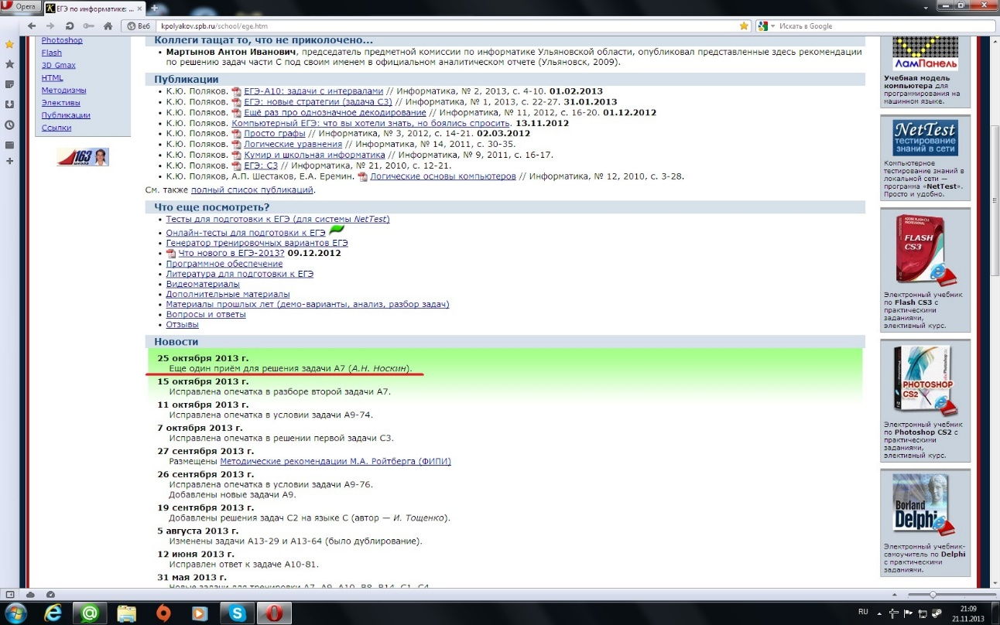 Opera
ЕГЭ по информатике: ...
Веб
kpolyakov.spb.ru/school/ege.htm
Искать в Google
Photoshop
Flash
3D Gmax
HTML
Методизмы
Элективы
Публикации
Ссылки
163
школа
Коллеги тащат то, что не приколочено...
• Мартынов Антон Иванович, председатель предметной комиссии по информатике Ульяновской области, опубликовал представленные здесь рекомендации
по решению задач части С под своим именем в официальном аналитическом отчете (Ульяновск, 2009).
Публикации
• К.Ю. Поляков. ЕГЭ-А10: задачи с интервалами // Информатика, № 2, 2013, с. 4-10. 01.02.2013
• К.Ю. Поляков. ЕГЭ: новые стратегии (задача С3) // Информатика, № 1, 2013, с. 22-27. 31.01.2013
• К.Ю. Поляков. Ещё раз про однозначное декодирование // Информатика, № 11, 2012, с. 16-20. 01.12.2012
• К.Ю. Поляков. Компьютерный ЕГЭ: что вы хотели знать, но боялись спросить. 13.11.2012
• К.Ю. Поляков. Просто графы // Информатика, № 3, 2012, с. 14-21. 02.03.2012
• К.Ю. Поляков. Логические уравнения // Информатика, № 14, 2011, с. 30-35.
• К.Ю. Поляков. Кумир и школьная информатика // Информатика, № 9, 2011, с. 16-17.
• К.Ю. Поляков. ЕГЭ: С3 // Информатика, № 21, 2010, с. 12-21.
• К.Ю. Поляков, А.П. Шестаков, Е.А. Еремин. Логические основы компьютеров // Информатика, № 12, 2010, с. 3-28.
См. также полный список публикаций.
Что еще посмотреть?
• Тесты для подготовки к ЕГЭ (для системы NetTest)
• Онлайн-тесты для подготовки к ЕГЭ
• Генератор тренировочных вариантов ЕГЭ
• Что нового в ЕГЭ-2013? 09.12.2012
• Программное обеспечение
• Литература для подготовки к ЕГЭ
• Видеоматериалы
• Дополнительные материалы
• Материалы прошлых лет (демо-варианты, анализ, разбор задач)
• Вопросы и ответы
• Отзывы
Новости
25 октября 2013 г.
Еще один приём для решения задачи А7 (А.Н. Носкин).
15 октября 2013 г.
Исправлена опечатка в разборе второй задачи А7.
11 октября 2013 г.
Исправлена опечатка в условии задачи А9-74.
7 октября 2013 г.
Исправлена опечатка в решении первой задачи С3.
27 сентября 2013 г.
Размещены Методические рекомендации М.А. Ройтберга (ФИПИ)
26 сентября 2013 г.
Исправлена опечатка в условии задачи А9-76.
Добавлены новые задачи А9.
19 сентября 2013 г.
Добавлены решения задач С2 на языке С (автор — И. Тощенко).
5 августа 2013 г.
Изменены задачи А13-29 и А13-64 (было дублирование).
12 июня 2013 г.
Исправлен ответ к задаче А10-81.
31 мая 2013 г.
Новые задачи для тренировки А7, А9, А10, В8, В14, С1, С4.
ЛамПанель
Учебная модель
компьютера для
программирования на
машинном языке.
NetTest
тестирование
знаний в сети
Компьютерное
тестирование знаний в
локальной сети —
программа «NetTest».
Просто и удобно.
ADOBE FLASH CS3
PROFESSIONAL
FLASH
CS3
Электронный учебник
по Flash CS3 с
практическими
заданиями,
элективный курс.
PHOTOSHOP
CS2
Электронный учебник
по Photoshop CS2 с
практическими
заданиями,
элективный курс.
Borland
Delphi
Электронный учебник-
самоучитель по Delphi
с практическими
заданиями.
RU
21:09
21.11.2013